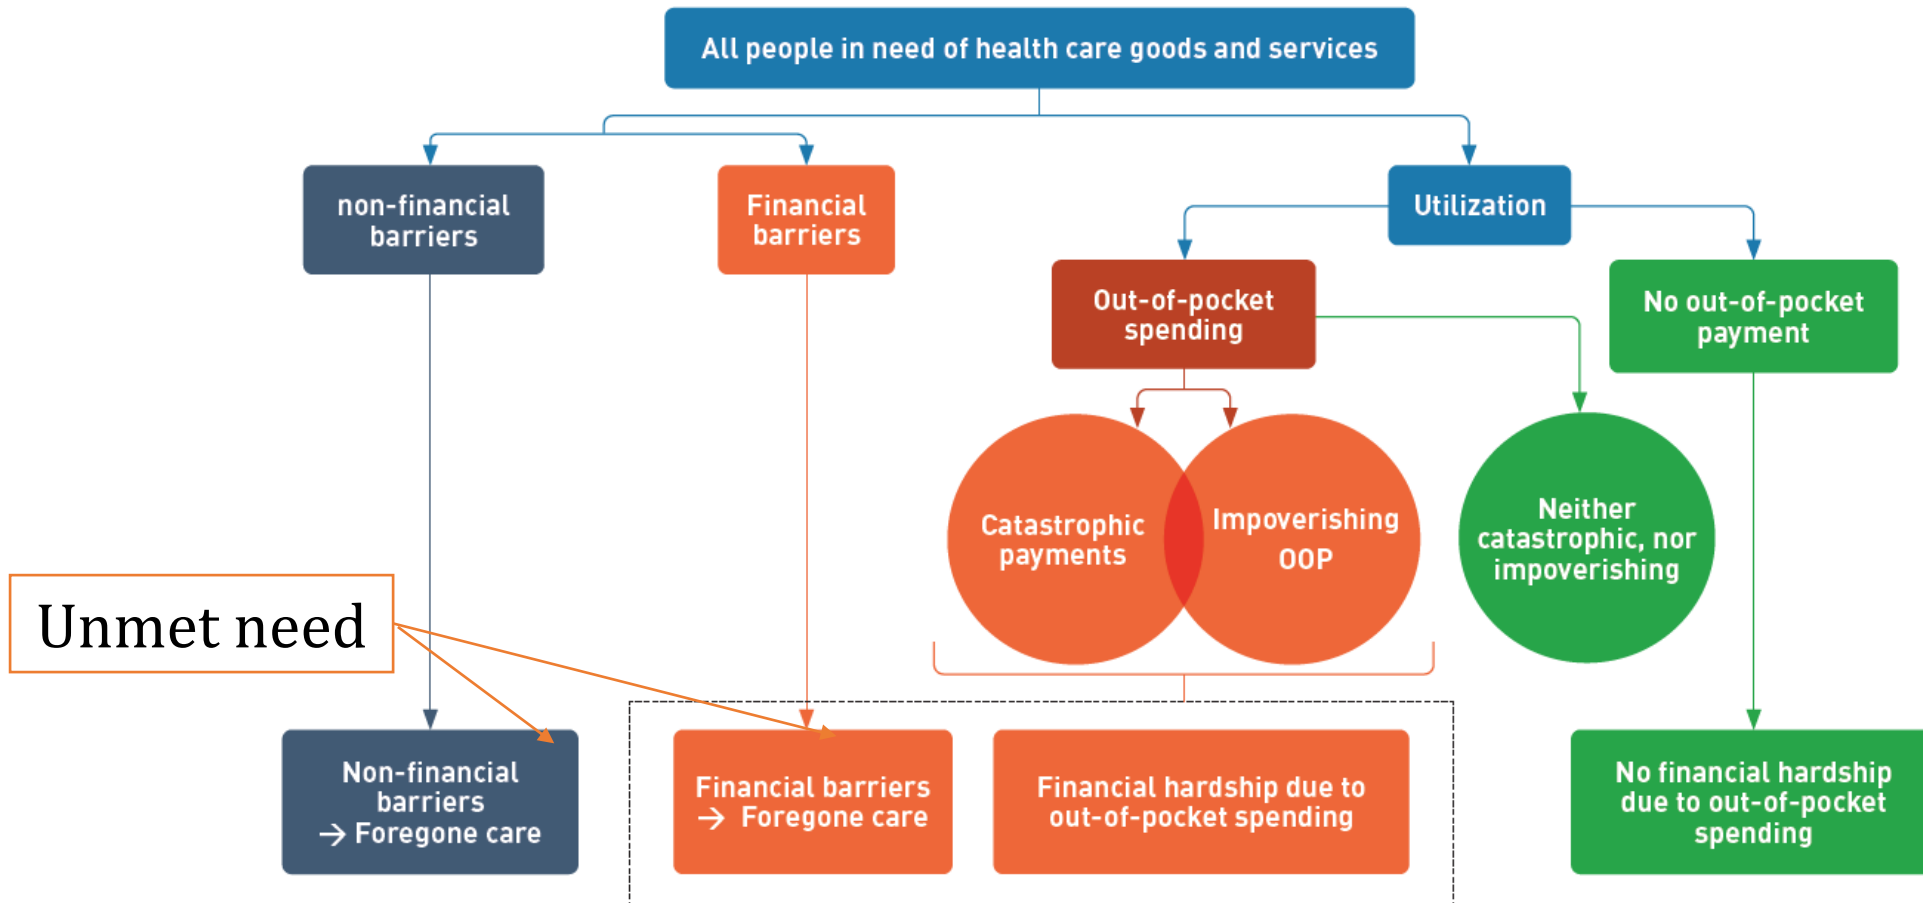 All people in need of health care goods and services
non-financial
barriers
Financial
barriers
Utilization
Out-of-pocket
spending
No out-of-pocket
payment
Catastrophic
payments
Impoverishing
OOP
Neither
catastrophic, nor
impoverishing
Unmet need
Non-financial
barriers
→ Foregone care
Financial barriers
→ Foregone care
Financial hardship due to
out-of-pocket spending
No financial hardship
due to out-of-pocket
spending